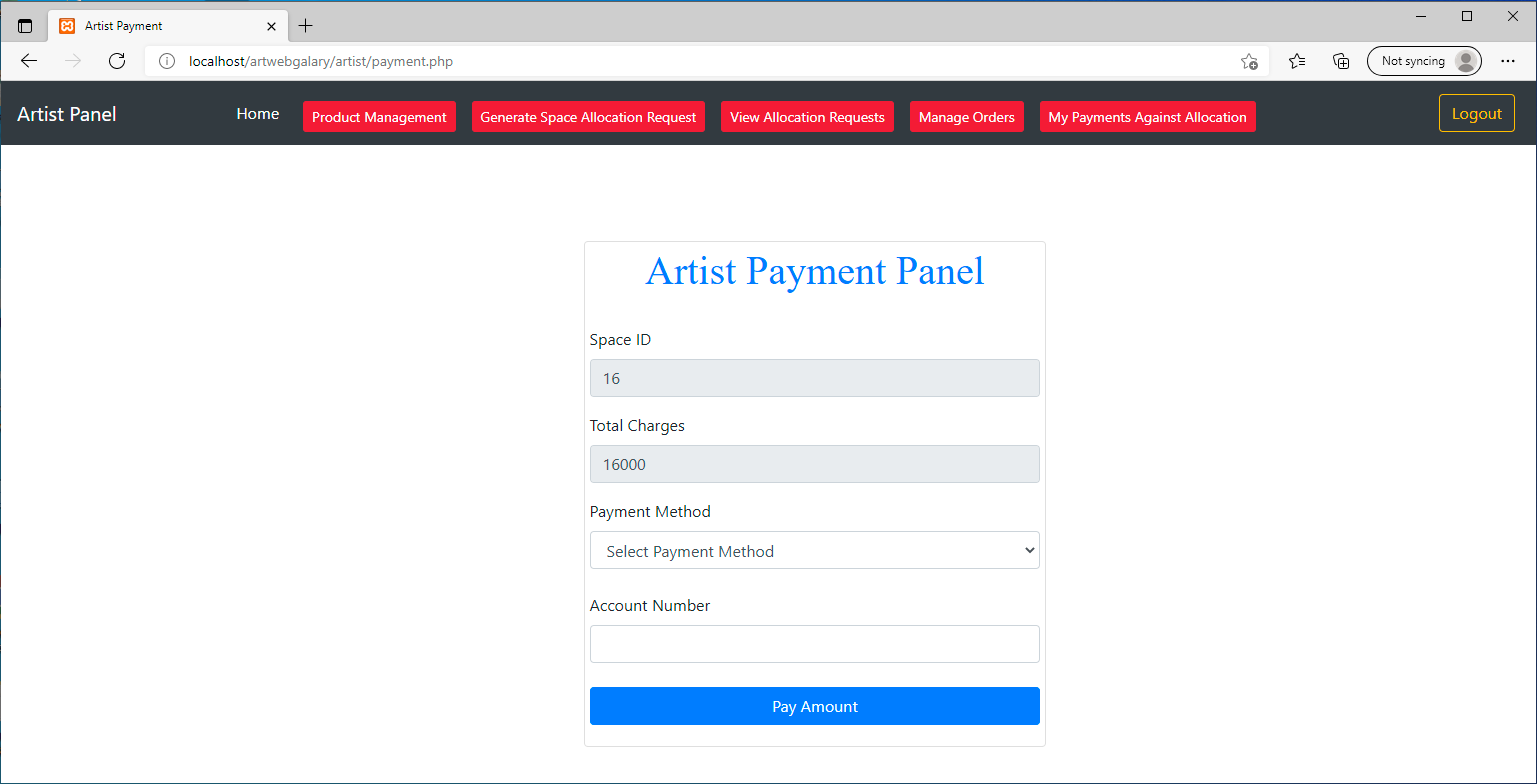 Artist Payment
localhost/artwebgalary/artist/payment.php
Not syncing
Artist Panel Home Product Management Generate Space Allocation Request View Allocation Requests Manage Orders My Payments Against Allocation Logout
Artist Payment Panel
Space ID
16
Total Charges
16000
Payment Method
Select Payment Method
Account Number
Pay Amount